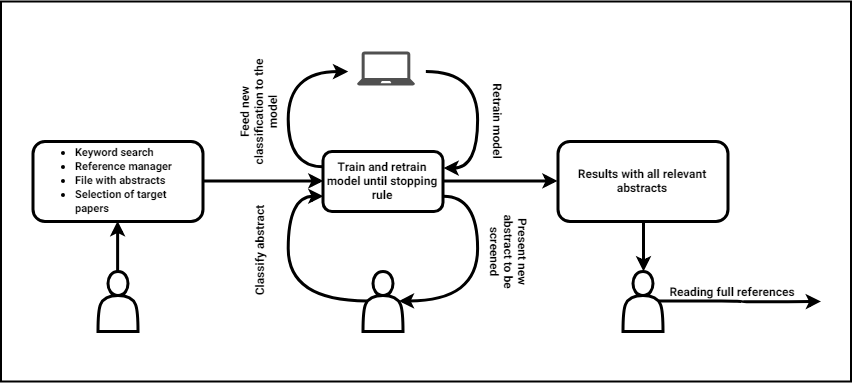 Feed new
classification to the
model
Retrain model
• Keyword search
• Reference manager
• File with abstracts
• Selection of target
papers
Train and retrain
model until stopping
rule
Results with all relevant
abstracts
Classify abstract
Present new
abstract to be
screened
Reading full references